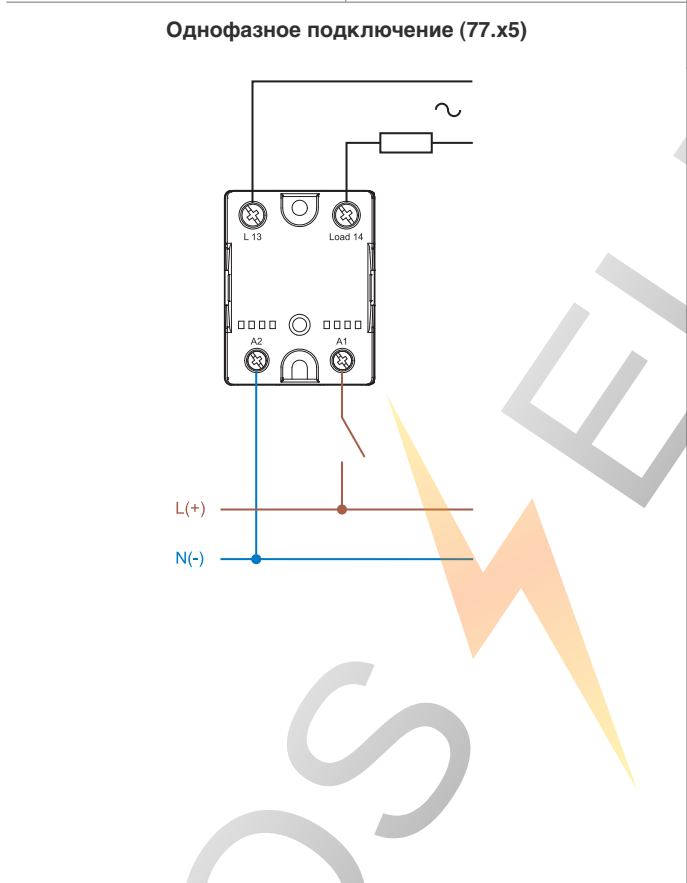 Однофазное подключение (77.x5)
L 13
Load 14
A2
A1
L(+)
N(-)